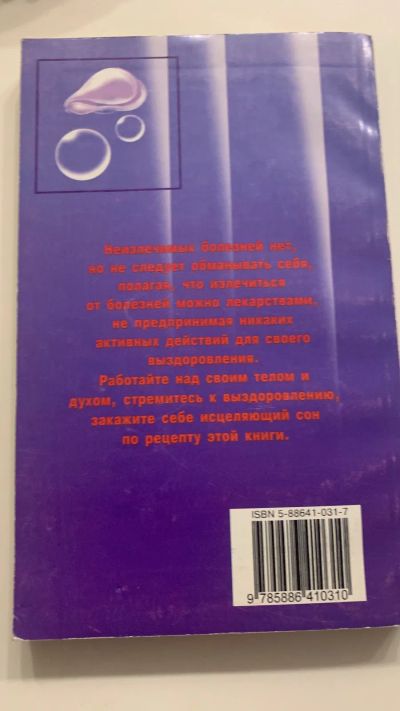 Неизлечимых болезней нет,
но не следует обманывать себя,
полагая, что излечиться
от болезней можно лекарствами,
не предпринимая никаких
активных действий для своего
выздоровления.
Работайте над своим телом и
духом, стремитесь к выздоровлению,
закажите себе исцеляющий сон
по рецепту этой книги.
ISBN 5-88641-031-7
9 785886 410310